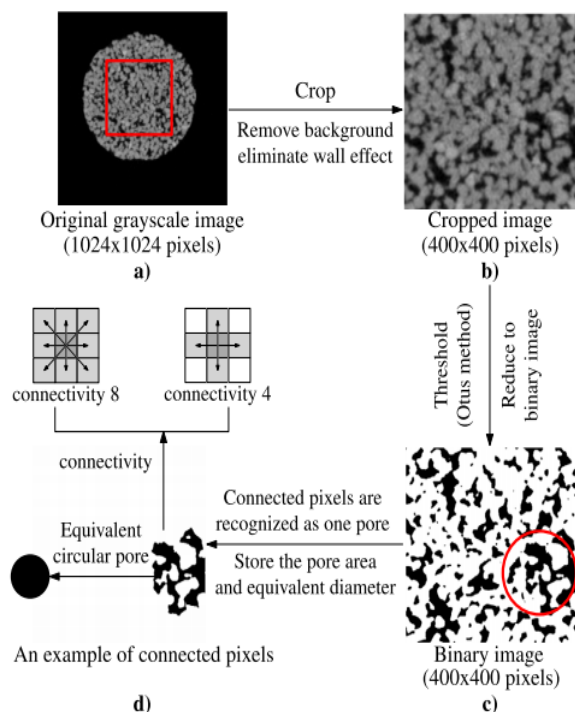 Crop
Remove background
eliminate wall effect
Original grayscale image
(1024x1024 pixels)
a)
Cropped image
(400x400 pixels)
b)
Threshold
(Otus method)
Reduce to
binary image
connectivity 8
connectivity 4
connectivity
Connected pixels are
recognized as one pore
Store the pore area
and equivalent diameter
Equivalent
circular pore
An example of connected pixels
d)
Binary image
(400x400 pixels)
c)